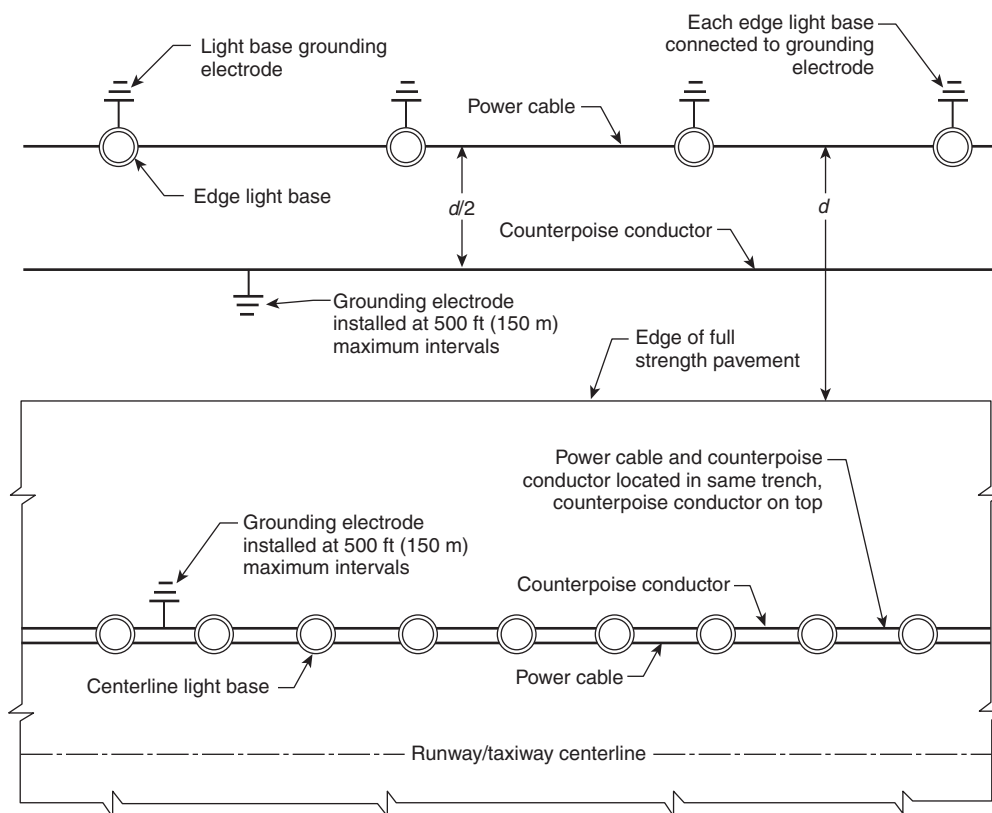 Light base grounding
electrode
Each edge light base
connected to grounding
electrode
Power cable
Edge light base
d/2
d
Counterpoise conductor
Grounding electrode
installed at 500 ft (150 m)
maximum intervals
Edge of full
strength pavement
Power cable and counterpoise
conductor located in same trench,
counterpoise conductor on top
Grounding electrode
installed at 500 ft (150 m)
maximum intervals
Counterpoise conductor
Centerline light base
Power cable
Runway/taxiway centerline